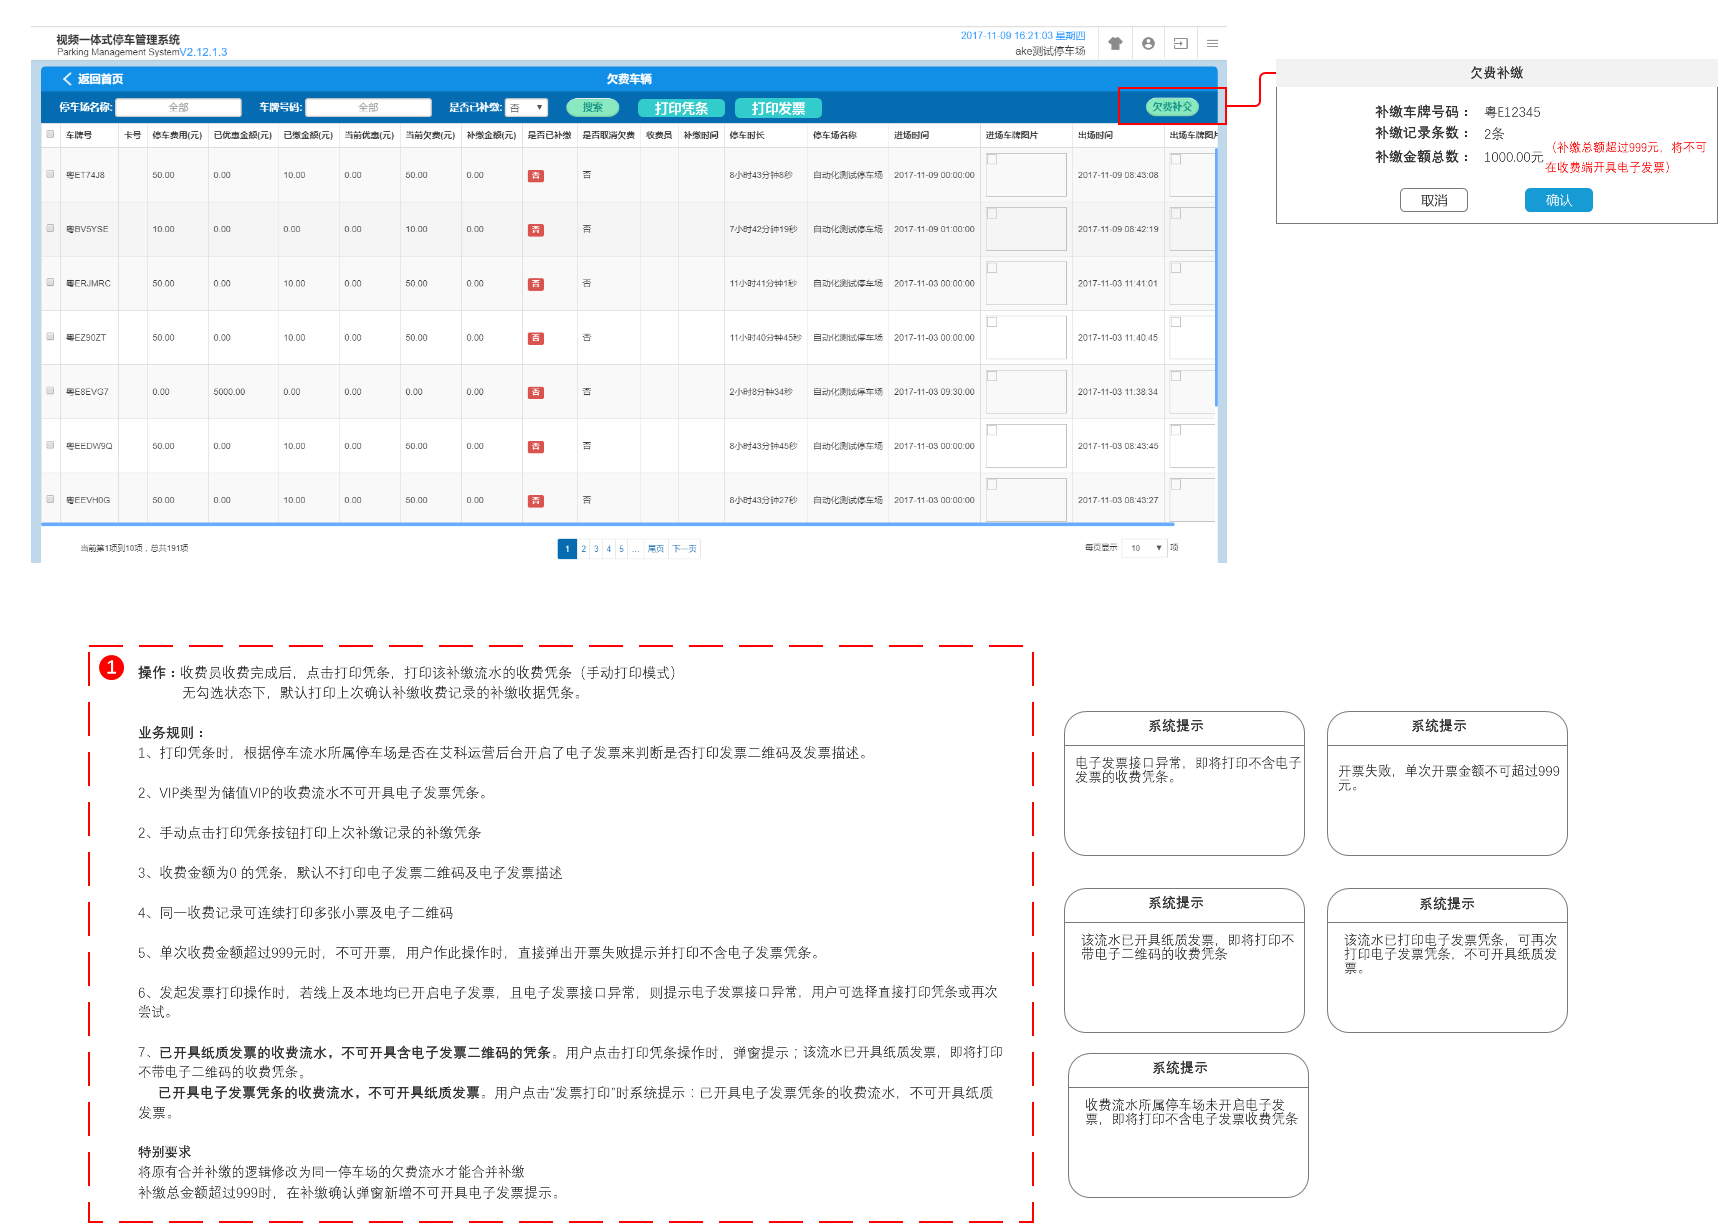 视频一体式停车管理系统
Parking Management SystemV2.12.1.3
2017-11-09 16:21:03 星期四
ake测试停车场
返回首页
欠费车辆
停车场名称: 全部 车牌号码: 全部 是否已补缴: 否 搜索 打印凭条 打印发票 欠费补交
车牌号 卡号 停车费用(元) 已优惠金额(元) 已缴金额(元) 当前优惠(元) 当前欠费(元) 补缴金额(元) 是否已补缴 是否取消欠费 收费员 补缴时间 停车时长 停车场名称 进场时间 进场车牌图片 出场时间 出场车牌图片
粤ET74J8 50.00 0.00 10.00 0.00 50.00 0.00 否 否 8小时43分钟8秒 自动化测试停车场 2017-11-09 00:00:00 2017-11-09 08:43:08
粤BV5YSE 10.00 0.00 0.00 0.00 10.00 0.00 否 否 7小时42分钟19秒 自动化测试停车场 2017-11-09 01:00:00 2017-11-09 08:42:19
粤ERJMRC 50.00 0.00 10.00 0.00 50.00 0.00 否 否 11小时41分钟1秒 自动化测试停车场 2017-11-03 00:00:00 2017-11-03 11:41:01
粤EZ90ZT 50.00 0.00 10.00 0.00 50.00 0.00 否 否 11小时40分钟45秒 自动化测试停车场 2017-11-03 00:00:00 2017-11-03 11:40:45
粤E8EVG7 0.00 5000.00 0.00 0.00 0.00 0.00 否 否 2小时8分钟34秒 自动化测试停车场 2017-11-03 09:30:00 2017-11-03 11:38:34
粤EEDW9Q 50.00 0.00 10.00 0.00 50.00 0.00 否 否 8小时43分钟45秒 自动化测试停车场 2017-11-03 00:00:00 2017-11-03 08:43:45
粤EEVH0G 50.00 0.00 10.00 0.00 50.00 0.00 否 否 8小时43分钟27秒 自动化测试停车场 2017-11-03 00:00:00 2017-11-03 08:43:27
当前第1项到10项，总共191项
1 2 3 4 5 ... 尾页 下一页
每页显示 10 项
欠费补缴
补缴车牌号码： 粤E12345
补缴记录条数： 2条
补缴金额总数： 1000.00元
（补缴总额超过999元，将不可
在收费端开具电子发票）
取消 确认
1
操作：收费员收费完成后，点击打印凭条，打印该补缴流水的收费凭条（手动打印模式）
无勾选状态下，默认打印上次确认补缴收费记录的补缴收据凭条。
业务规则：
1、打印凭条时，根据停车流水所属停车场是否在艾科运营后台开启了电子发票来判断是否打印发票二维码及发票描述。
2、VIP类型为储值VIP的收费流水不可开具电子发票凭条。
2、手动点击打印凭条按钮打印上次补缴记录的补缴凭条
3、收费金额为0 的凭条，默认不打印电子发票二维码及电子发票描述
4、同一收费记录可连续打印多张小票及电子二维码
5、单次收费金额超过999元时，不可开票，用户作此操作时，直接弹出开票失败提示并打印不含电子发票凭条。
6、发起发票打印操作时，若线上及本地均已开启电子发票，且电子发票接口异常，则提示电子发票接口异常，用户可选择直接打印凭条或再次
尝试。
7、已开具纸质发票的收费流水，不可开具含电子发票二维码的凭条。用户点击打印凭条操作时，弹窗提示；该流水已开具纸质发票，即将打印
不带电子二维码的收费凭条。
已开具电子发票凭条的收费流水，不可开具纸质发票。用户点击“发票打印”时系统提示：已开具电子发票凭条的收费流水，不可开具纸质
发票。
特别要求
将原有合并补缴的逻辑修改为同一停车场的欠费流水才能合并补缴
补缴总金额超过999时，在补缴确认弹窗新增不可开具电子发票提示。
系统提示
电子发票接口异常，即将打印不含电子
发票的收费凭条。
系统提示
开票失败，单次开票金额不可超过999
元。
系统提示
该流水已开具纸质发票，即将打印不
带电子二维码的收费凭条
系统提示
该流水已打印电子发票凭条，可再次
打印电子发票凭条，不可开具纸质发
票。
系统提示
收费流水所属停车场未开启电子发
票，即将打印不含电子发票收费凭条